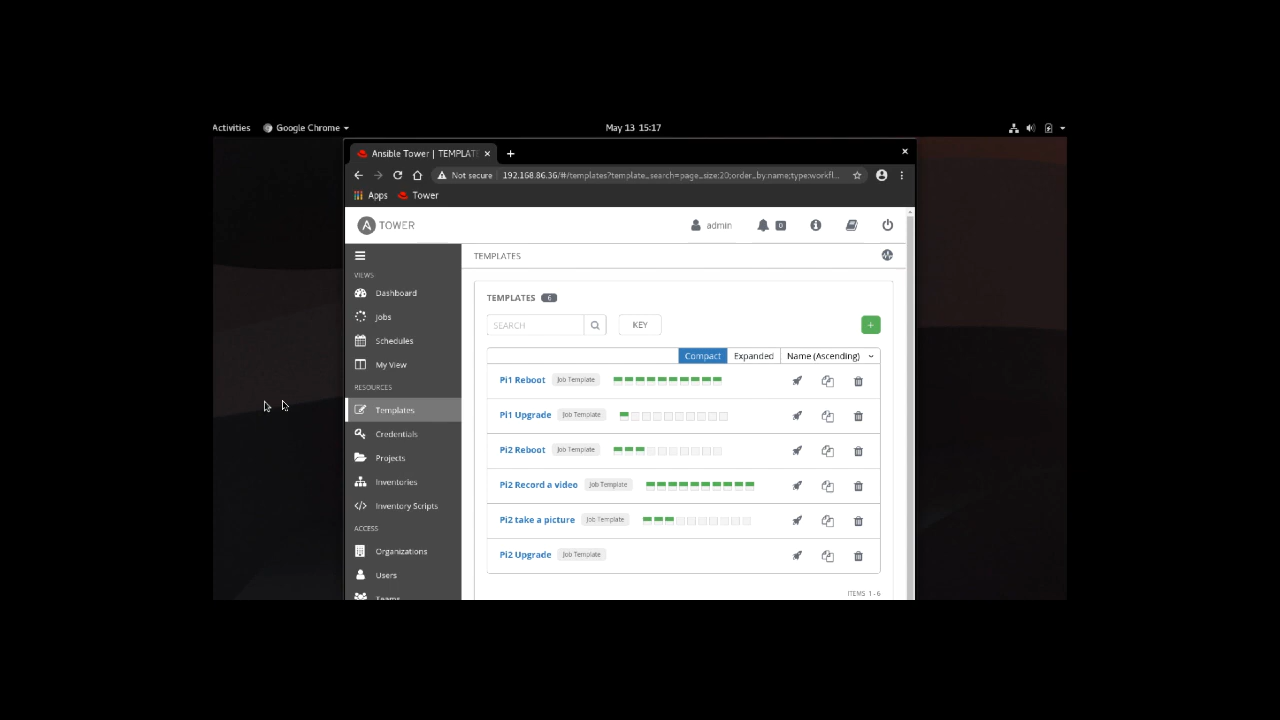 Activities Google Chrome May 13 15:17
Ansible Tower | TEMPLAT
Not secure 192.168.86.36/#/templates?template_search=page_size:20;order_by:name;type:workfl...
Apps Tower
TOWER admin 0
TEMPLATES
VIEWS
Dashboard
Jobs
Schedules
My View
RESOURCES
Templates
Credentials
Projects
Inventories
Inventory Scripts
ACCESS
Organizations
Users
Teams
TEMPLATES 6
SEARCH KEY +
Compact Expanded Name (Ascending)
Pi1 Reboot Job Template
Pi1 Upgrade Job Template
Pi2 Reboot Job Template
Pi2 Record a video Job Template
Pi2 take a picture Job Template
Pi2 Upgrade Job Template
ITEMS 1 - 6